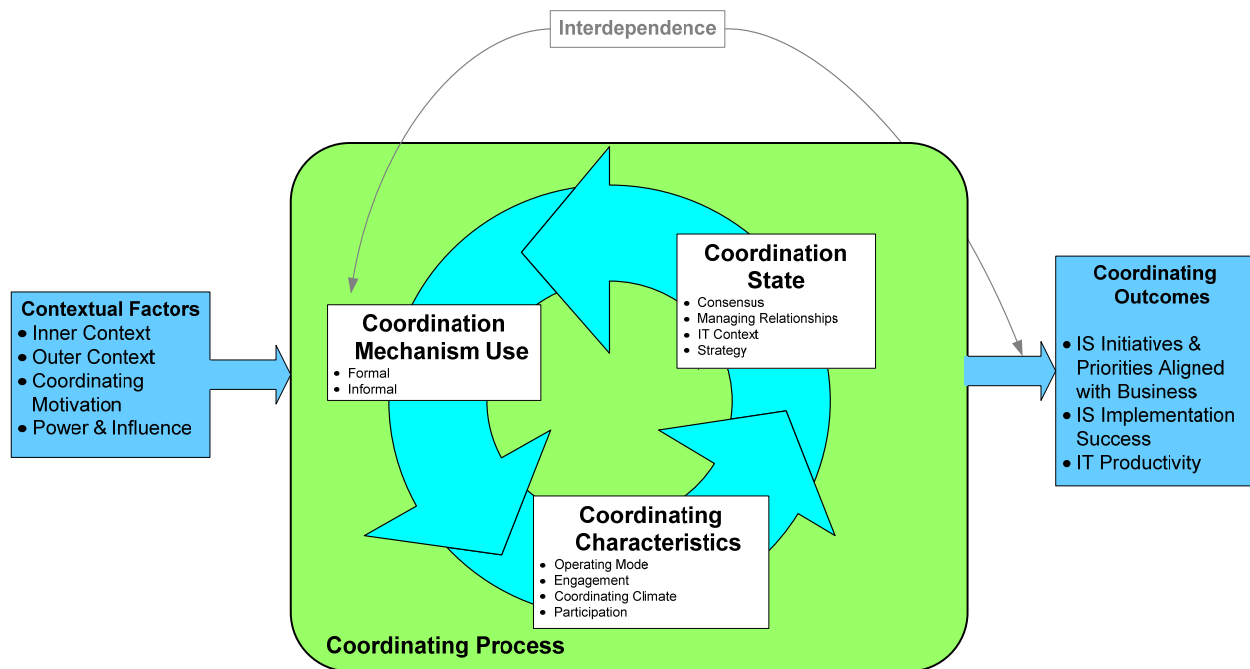 Interdependence
Contextual Factors
• Inner Context
• Outer Context
• Coordinating
Motivation
• Power & Influence
Coordination
Mechanism Use
• Formal
• Informal
Coordination
State
• Consensus
• Managing Relationships
• IT Context
• Strategy
Coordinating
Characteristics
• Operating Mode
• Engagement
• Coordinating Climate
• Participation
Coordinating Process
Coordinating
Outcomes
• IS Initiatives &
Priorities Aligned
with Business
• IS Implementation
Success
• IT Productivity